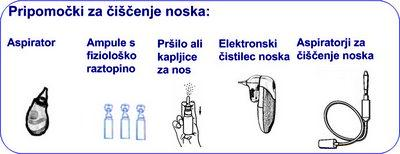 Pripomočki za čiščenje noska:
Aspirator
Ampule s
fiziološko
raztopino
Pršilo ali
kapljice
za nos
Elektronski
čistilec noska
Aspiratorji za
čiščenje noska